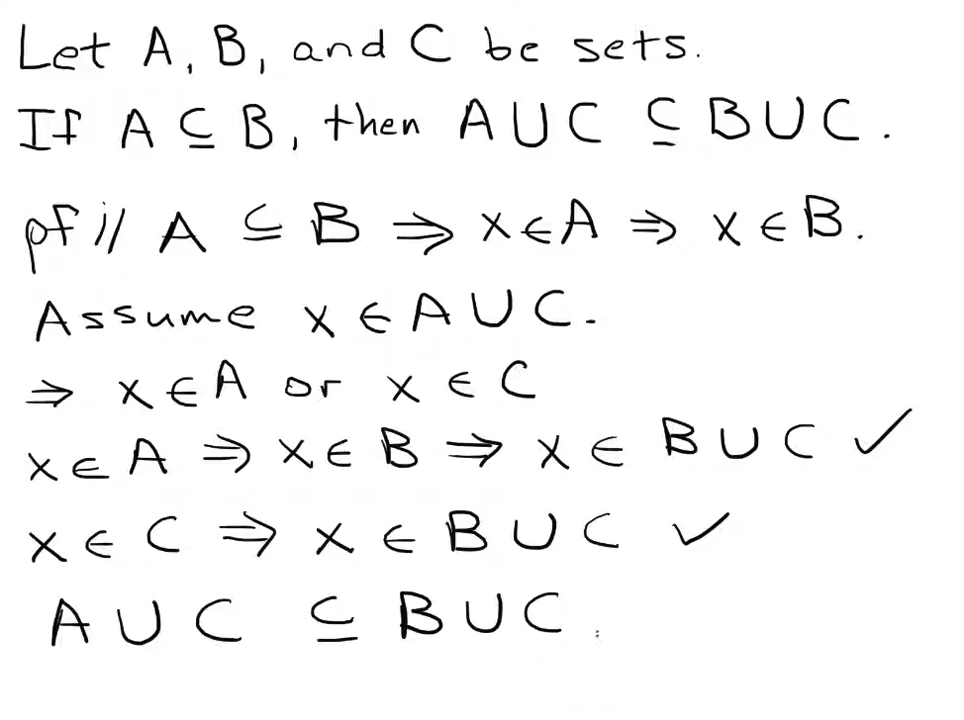 Let A, B, and C be sets.
If A ⊆ B, then A ∪ C ⊆ B ∪ C.
pf // A ⊆ B ⇒ x ∈ A ⇒ x ∈ B.
Assume x ∈ A ∪ C.
⇒ x ∈ A or x ∈ C
x ∈ A ⇒ x ∈ B ⇒ x ∈ B ∪ C ✓
x ∈ C ⇒ x ∈ B ∪ C ✓
A ∪ C ⊆ B ∪ C.